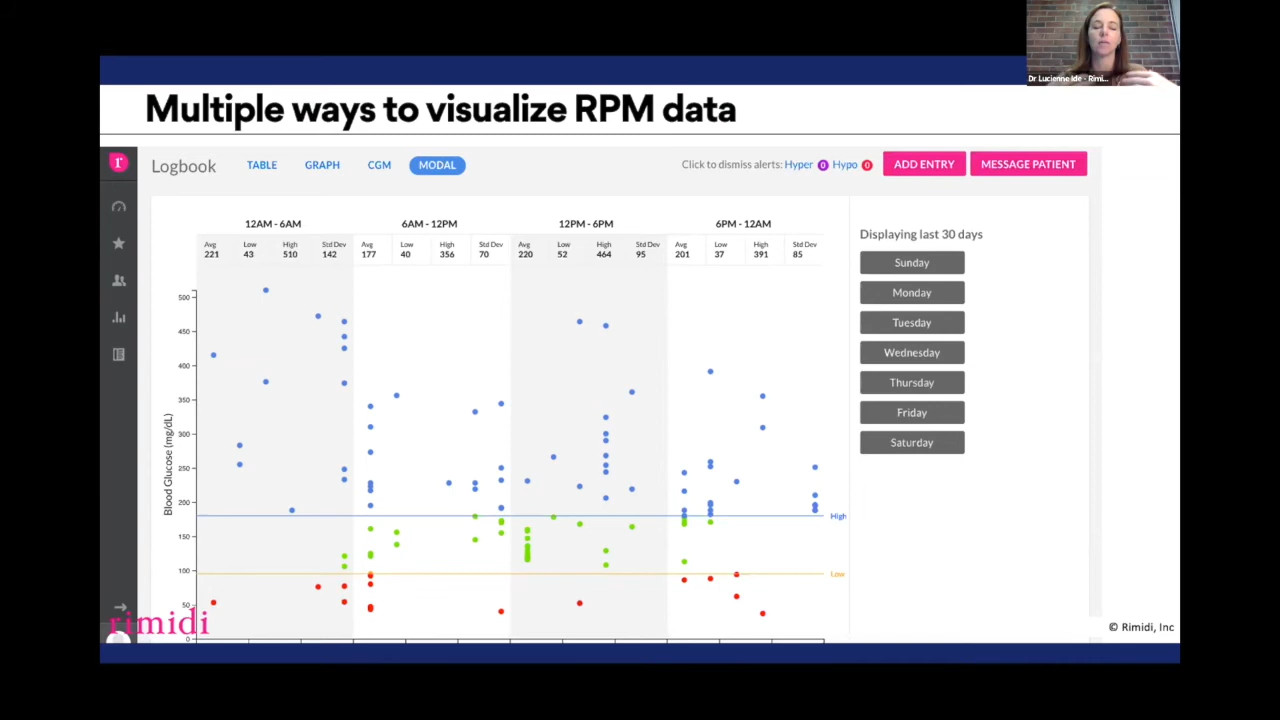 Dr Lucienne Ide - Rimi...
Multiple ways to visualize RPM data
r
Logbook
TABLE
GRAPH
CGM
MODAL
Click to dismiss alerts: Hyper 0 Hypo 0
ADD ENTRY
MESSAGE PATIENT
12AM - 6AM
6AM - 12PM
12PM - 6PM
6PM - 12AM
Avg Low High Std Dev Avg Low High Std Dev Avg Low High Std Dev Avg Low High Std Dev
221 43 510 142 177 40 356 70 220 52 464 95 201 37 391 85
Displaying last 30 days
Sunday
Monday
Tuesday
Wednesday
Thursday
Friday
Saturday
Blood Glucose (mg/dL)
500
450
400
350
300
250
200
150
100
50
0
High
Low
rimidi
© Rimidi, Inc